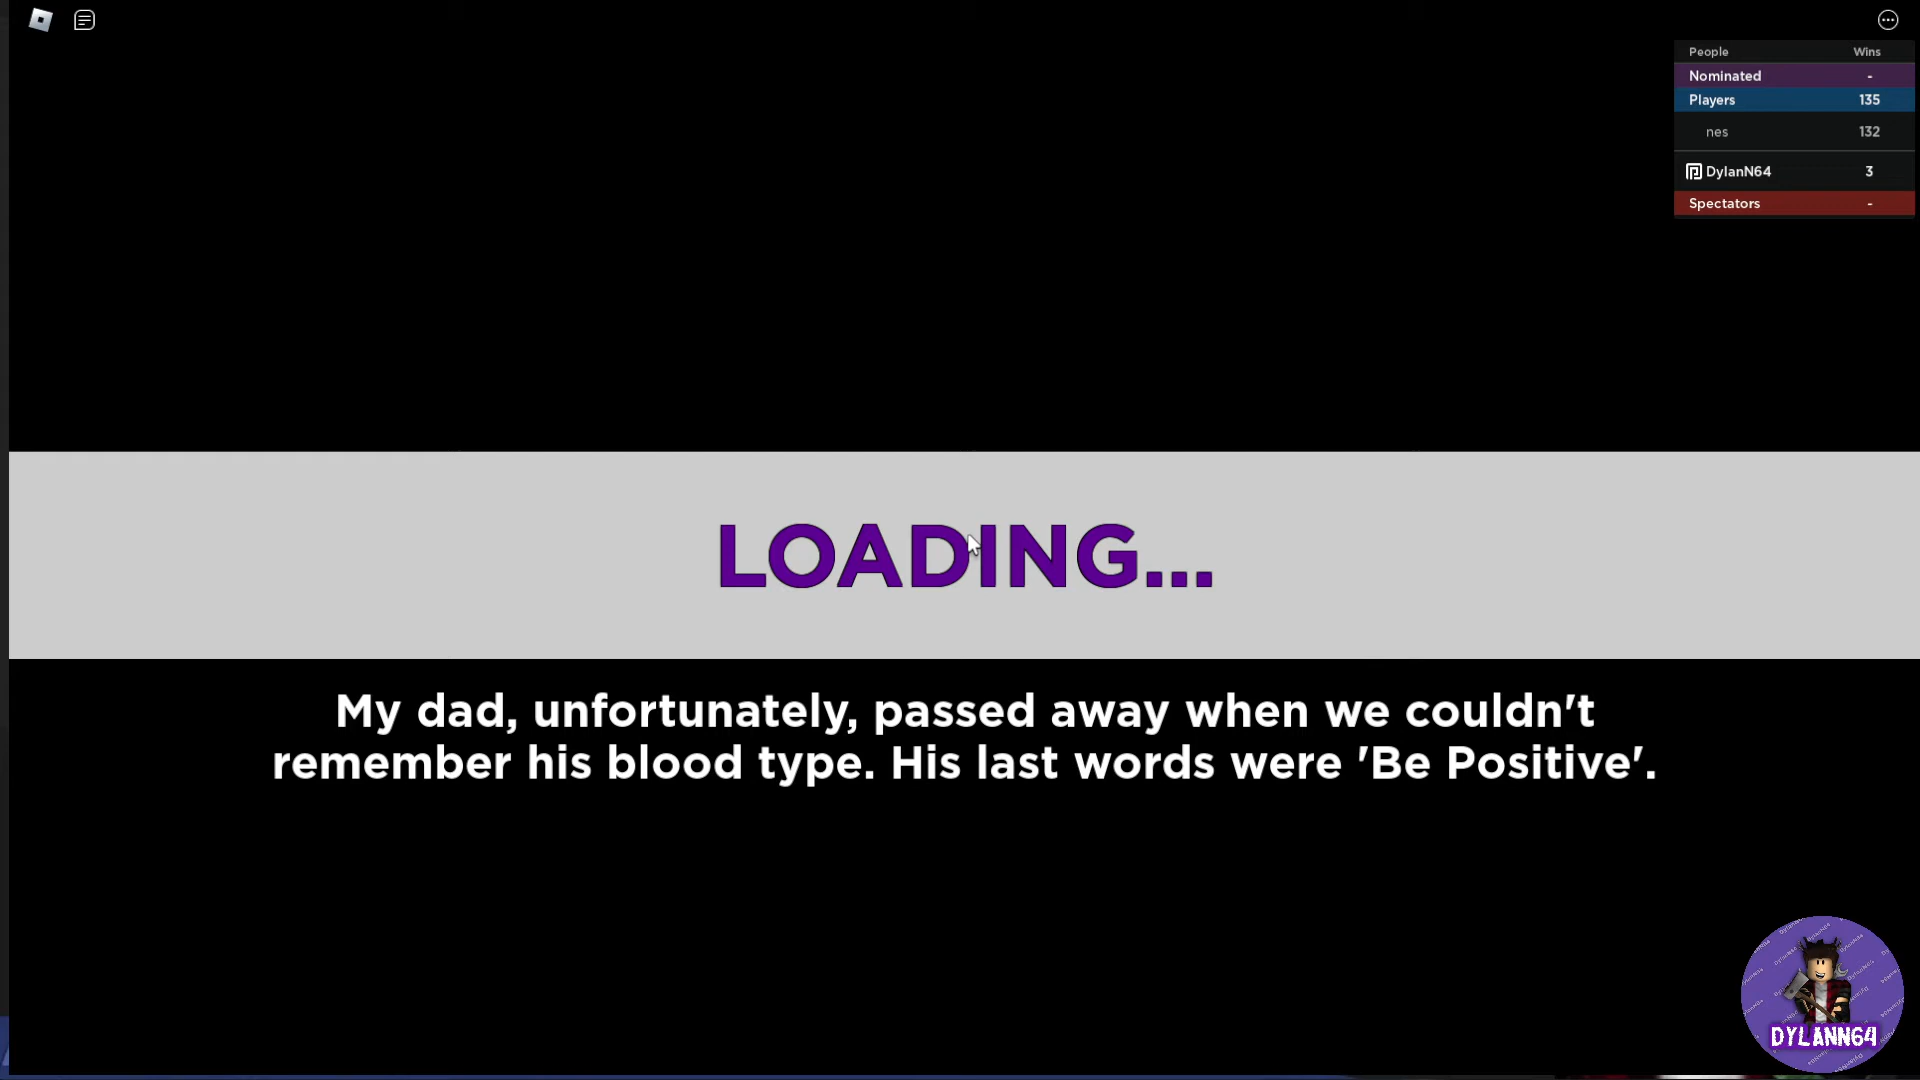 People Wins
Nominated -
Players 135
nes 132
DylanN64 3
Spectators -
LOADING...
My dad, unfortunately, passed away when we couldn't
remember his blood type. His last words were 'Be Positive'.
DYLANN64